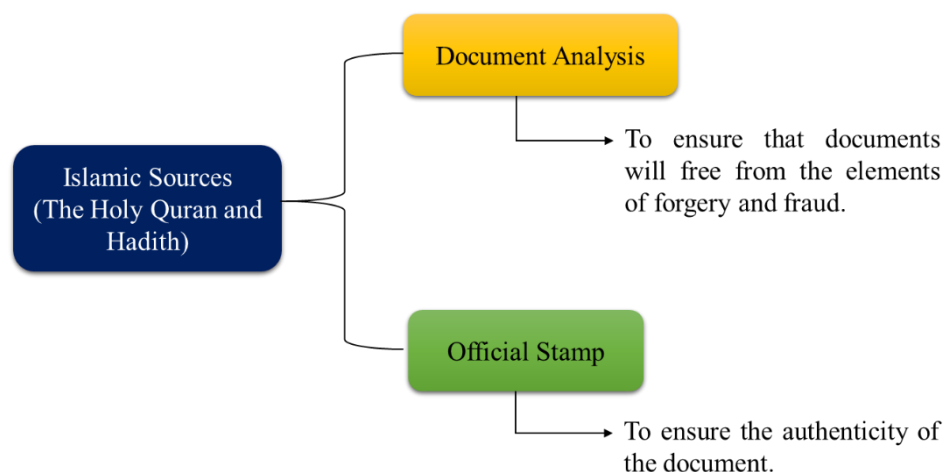 Document Analysis
To ensure that documents
will free from the elements
of forgery and fraud.
Islamic Sources
(The Holy Quran and
Hadith)
Official Stamp
To ensure the authenticity of
the document.